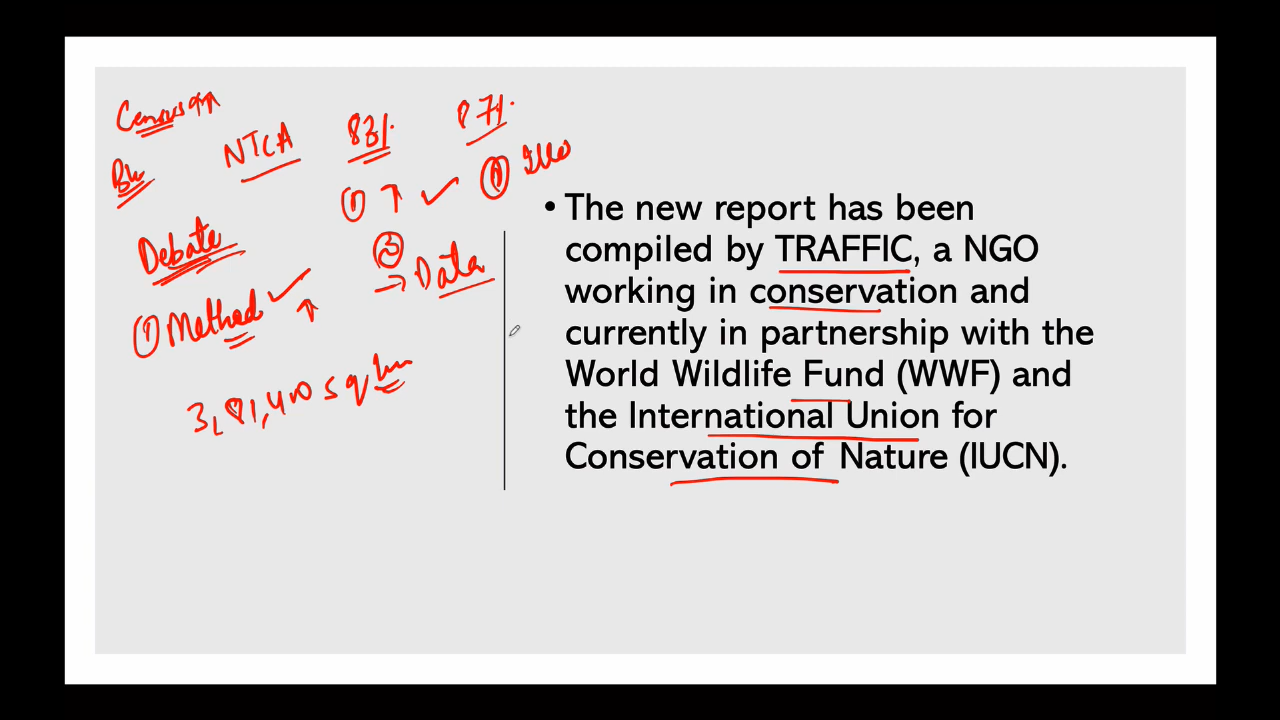 Census
NTCA 83%. 87%.
Debate
① Method
→ Data
3,81,400 sq km
• The new report has been
compiled by TRAFFIC, a NGO
working in conservation and
currently in partnership with the
World Wildlife Fund (WWF) and
the International Union for
Conservation of Nature (IUCN).